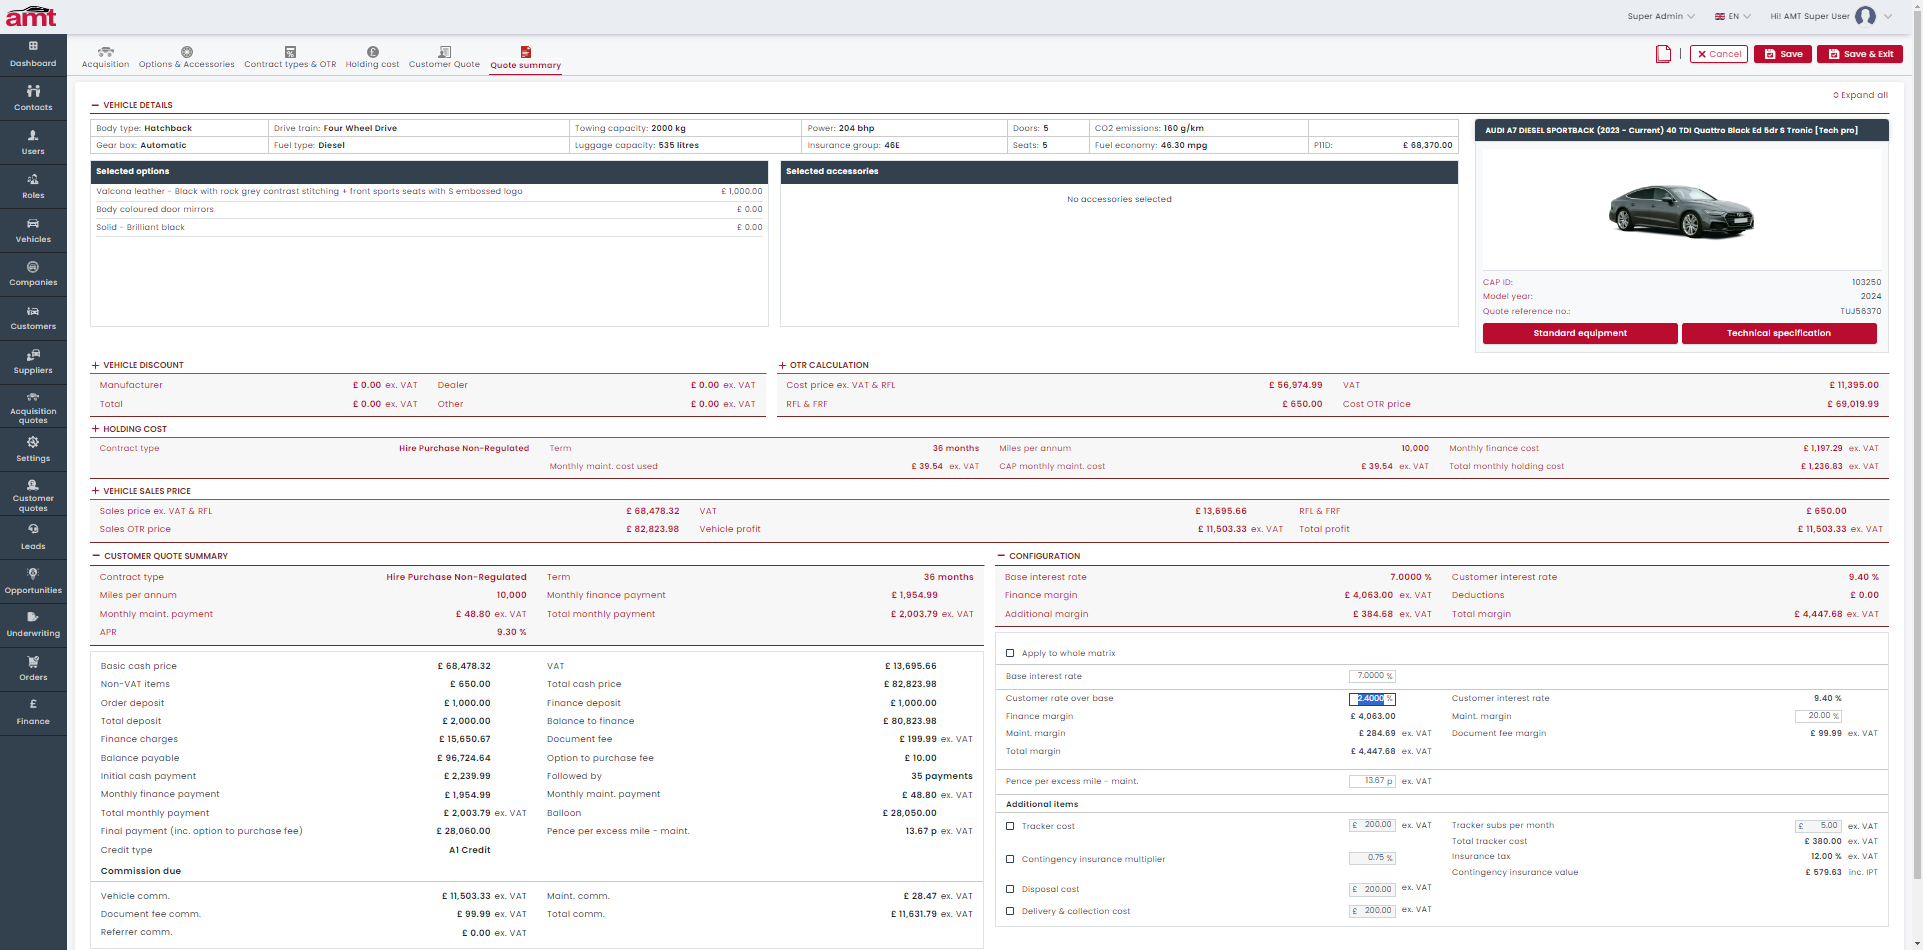 amt
Super Admin
EN
Hi! AMT Super User
Dashboard
Contacts
Users
Roles
Vehicles
Companies
Customers
Suppliers
Acquisition
quotes
Settings
Customer
quotes
Leads
Opportunities
Underwriting
Orders
Finance
Acquisition
Options & Accessories
Contract types & OTR
Holding cost
Customer Quote
Quote summary
Cancel
Save
Save & Exit
VEHICLE DETAILS
Expand all
Body type: Hatchback
Drive train: Four Wheel Drive
Towing capacity: 2000 kg
Power: 204 bhp
Doors: 5
CO2 emissions: 160 g/km
Gear box: Automatic
Fuel type: Diesel
Luggage capacity: 535 litres
Insurance group: 46E
Seats: 5
Fuel economy: 46.30 mpg
P11D: £ 68,370.00
Selected options
Valcona leather - Black with rock grey contrast stitching + front sports seats with S embossed logo £ 1,000.00
Body coloured door mirrors £ 0.00
Solid - Brilliant black £ 0.00
Selected accessories
No accessories selected
AUDI A7 DIESEL SPORTBACK (2023 - Current) 40 TDI Quattro Black Ed 5dr S Tronic [Tech pro]
CAP ID: 103250
Model year: 2024
Quote reference no.: TUJ56370
Standard equipment
Technical specification
VEHICLE DISCOUNT
Manufacturer £ 0.00 ex. VAT Dealer £ 0.00 ex. VAT
Total £ 0.00 ex. VAT Other £ 0.00 ex. VAT
OTR CALCULATION
Cost price ex. VAT & RFL £ 56,974.99 VAT £ 11,395.00
RFL & FRF £ 650.00 Cost OTR price £ 69,019.99
HOLDING COST
Contract type Hire Purchase Non-Regulated Term 36 months Miles per annum 10,000 Monthly finance cost £ 1,197.29 ex. VAT
Monthly maint. cost used £ 39.54 ex. VAT CAP monthly maint. cost £ 39.54 ex. VAT Total monthly holding cost £ 1,236.83 ex. VAT
VEHICLE SALES PRICE
Sales price ex. VAT & RFL £ 68,478.32 VAT £ 13,695.66 RFL & FRF £ 650.00
Sales OTR price £ 82,823.98 Vehicle profit £ 11,503.33 ex. VAT Total profit £ 11,503.33 ex. VAT
CUSTOMER QUOTE SUMMARY
Contract type Hire Purchase Non-Regulated Term 36 months
Miles per annum 10,000 Monthly finance payment £ 1,954.99
Monthly maint. payment £ 48.80 ex. VAT Total monthly payment £ 2,003.79 ex. VAT
APR 9.30 %
Basic cash price £ 68,478.32 VAT £ 13,695.66
Non-VAT items £ 650.00 Total cash price £ 82,823.98
Order deposit £ 1,000.00 Finance deposit £ 1,000.00
Total deposit £ 2,000.00 Balance to finance £ 80,823.98
Finance charges £ 15,650.67 Document fee £ 199.99 ex. VAT
Balance payable £ 96,724.64 Option to purchase fee £ 10.00
Initial cash payment £ 2,239.99 Followed by 35 payments
Monthly finance payment £ 1,954.99 Monthly maint. payment £ 48.80 ex. VAT
Total monthly payment £ 2,003.79 ex. VAT Balloon £ 28,050.00
Final payment (inc. option to purchase fee) £ 28,060.00 Pence per excess mile - maint. 13.67 p ex. VAT
Credit type A1 Credit
Commission due
Vehicle comm. £ 11,503.33 ex. VAT Maint. comm. £ 28.47 ex. VAT
Document fee comm. £ 99.99 ex. VAT Total comm. £ 11,631.79 ex. VAT
Referrer comm. £ 0.00 ex. VAT
CONFIGURATION
Base interest rate 7.0000 % Customer interest rate 9.40 %
Finance margin £ 4,063.00 ex. VAT Deductions £ 0.00
Additional margin £ 384.68 ex. VAT Total margin £ 4,447.68 ex. VAT
Apply to whole matrix
Base interest rate 7.0000 %
Customer rate over base 2.4000 % Customer interest rate 9.40 %
Finance margin £ 4,063.00 Maint. margin 20.00 %
Maint. margin £ 284.69 ex. VAT Document fee margin £ 99.99 ex. VAT
Total margin £ 4,447.68 ex. VAT
Pence per excess mile - maint. 13.67 p ex. VAT
Additional items
Tracker cost £ 200.00 ex. VAT Tracker subs per month £ 5.00 ex. VAT
Total tracker cost £ 380.00 ex. VAT
Contingency insurance multiplier 0.75 % Insurance tax 12.00 % ex. VAT
Contingency insurance value £ 579.63 inc. IPT
Disposal cost £ 200.00 ex. VAT
Delivery & collection cost £ 200.00 ex. VAT